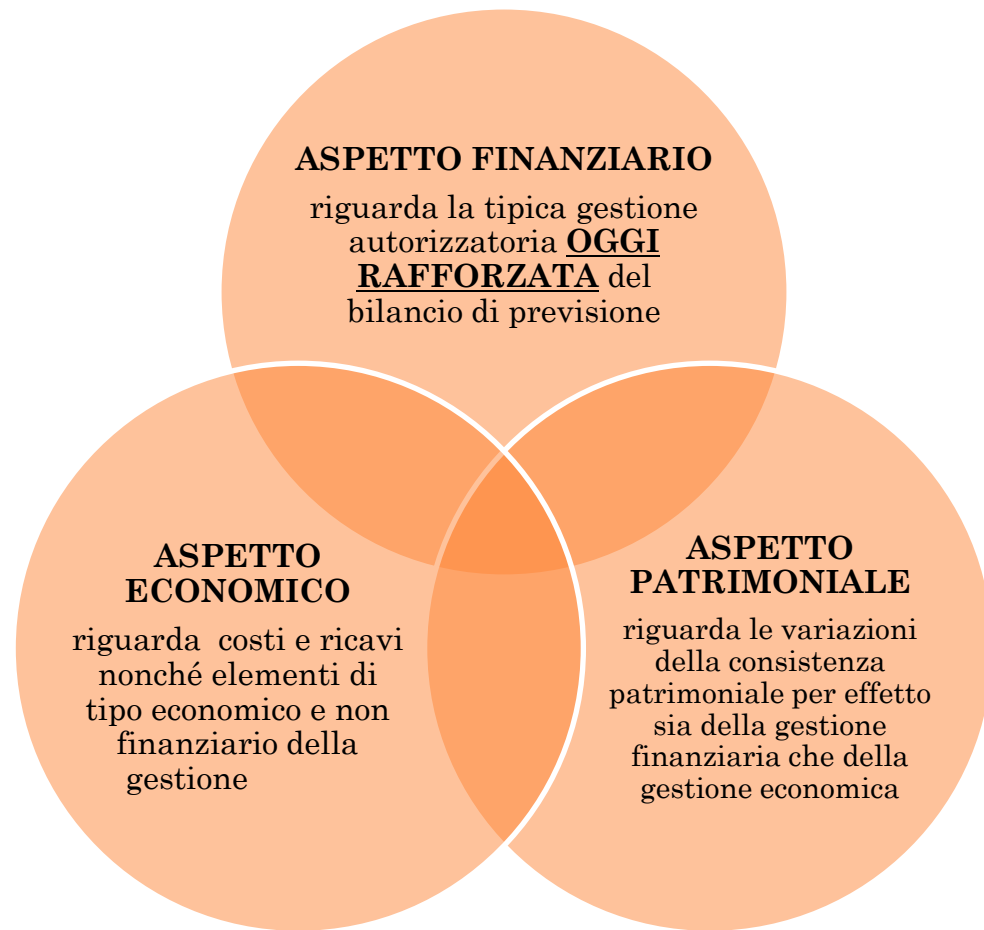 ASPETTO FINANZIARIO
riguarda la tipica gestione
autorizzatoria OGGI
RAFFORZATA del
bilancio di previsione
ASPETTO
ECONOMICO
riguarda costi e ricavi
nonché elementi di
tipo economico e non
finanziario della
gestione
ASPETTO
PATRIMONIALE
riguarda le variazioni
della consistenza
patrimoniale per effetto
sia della gestione
finanziaria che della
gestione economica